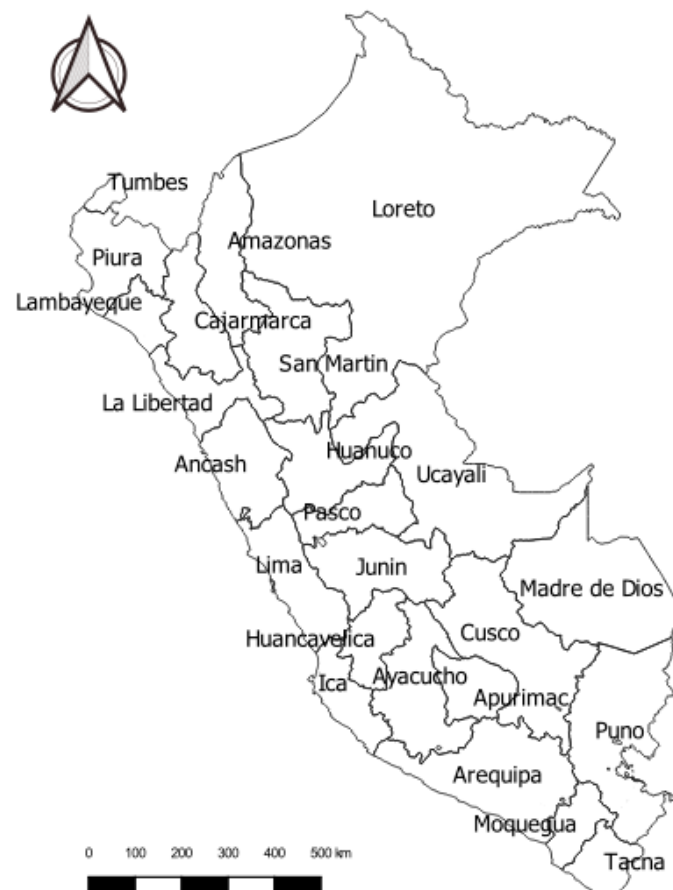 Tumbes
Loreto
Amazonas
Piura
Lambayeque
Cajarmarca
San Martin
La Libertad
Huanuco
Ancash
Ucayali
Pasco
Lima
Junin
Madre de Dios
Cusco
Huancavelica
Ica
Ayacucho
Apurimac
Puno
Arequipa
Moquegua
Tacna
0 100 200 300 400 500 km